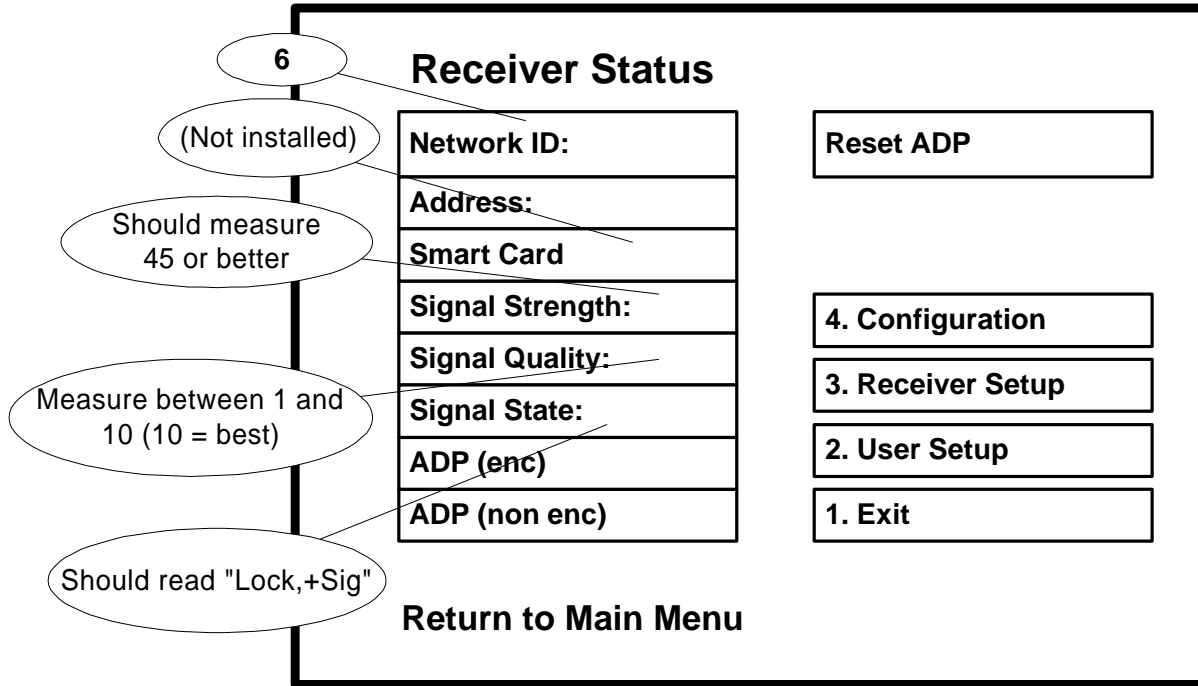 6
Receiver Status
(Not installed)
Network ID:
Reset ADP
Address:
Should measure
45 or better
Smart Card
Signal Strength:
4. Configuration
Signal Quality:
3. Receiver Setup
Measure between 1 and
10 (10 = best)
Signal State:
2. User Setup
ADP (enc)
ADP (non enc)
1. Exit
Should read "Lock,+Sig"
Return to Main Menu